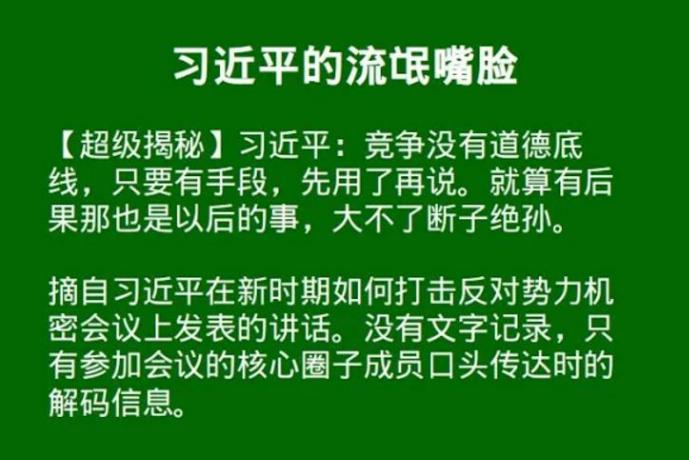 习近平的流氓嘴脸
【超级揭秘】习近平：竞争没有道德底
线，只要有手段，先用了再说。就算有后
果那也是以后的事，大不了断子绝孙。
摘自习近平在新时期如何打击反对势力机
密会议上发表的讲话。没有文字记录，只
有参加会议的核心圈子成员口头传达时的
解码信息。